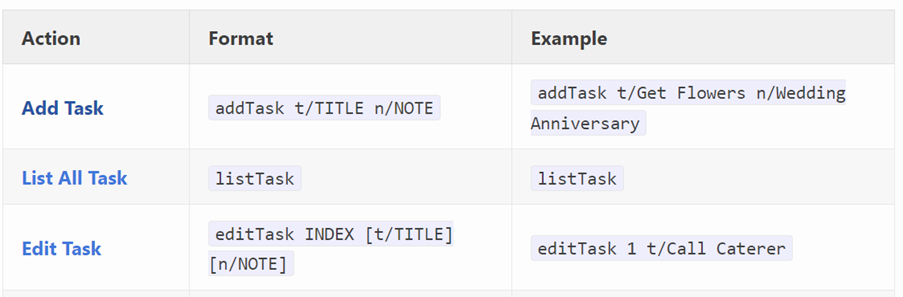 Action Format Example
Add Task addTask t/TITLE n/NOTE addTask t/Get Flowers n/Wedding
Anniversary
List All Task listTask listTask
Edit Task editTask INDEX [t/TITLE]
[n/NOTE] editTask 1 t/Call Caterer